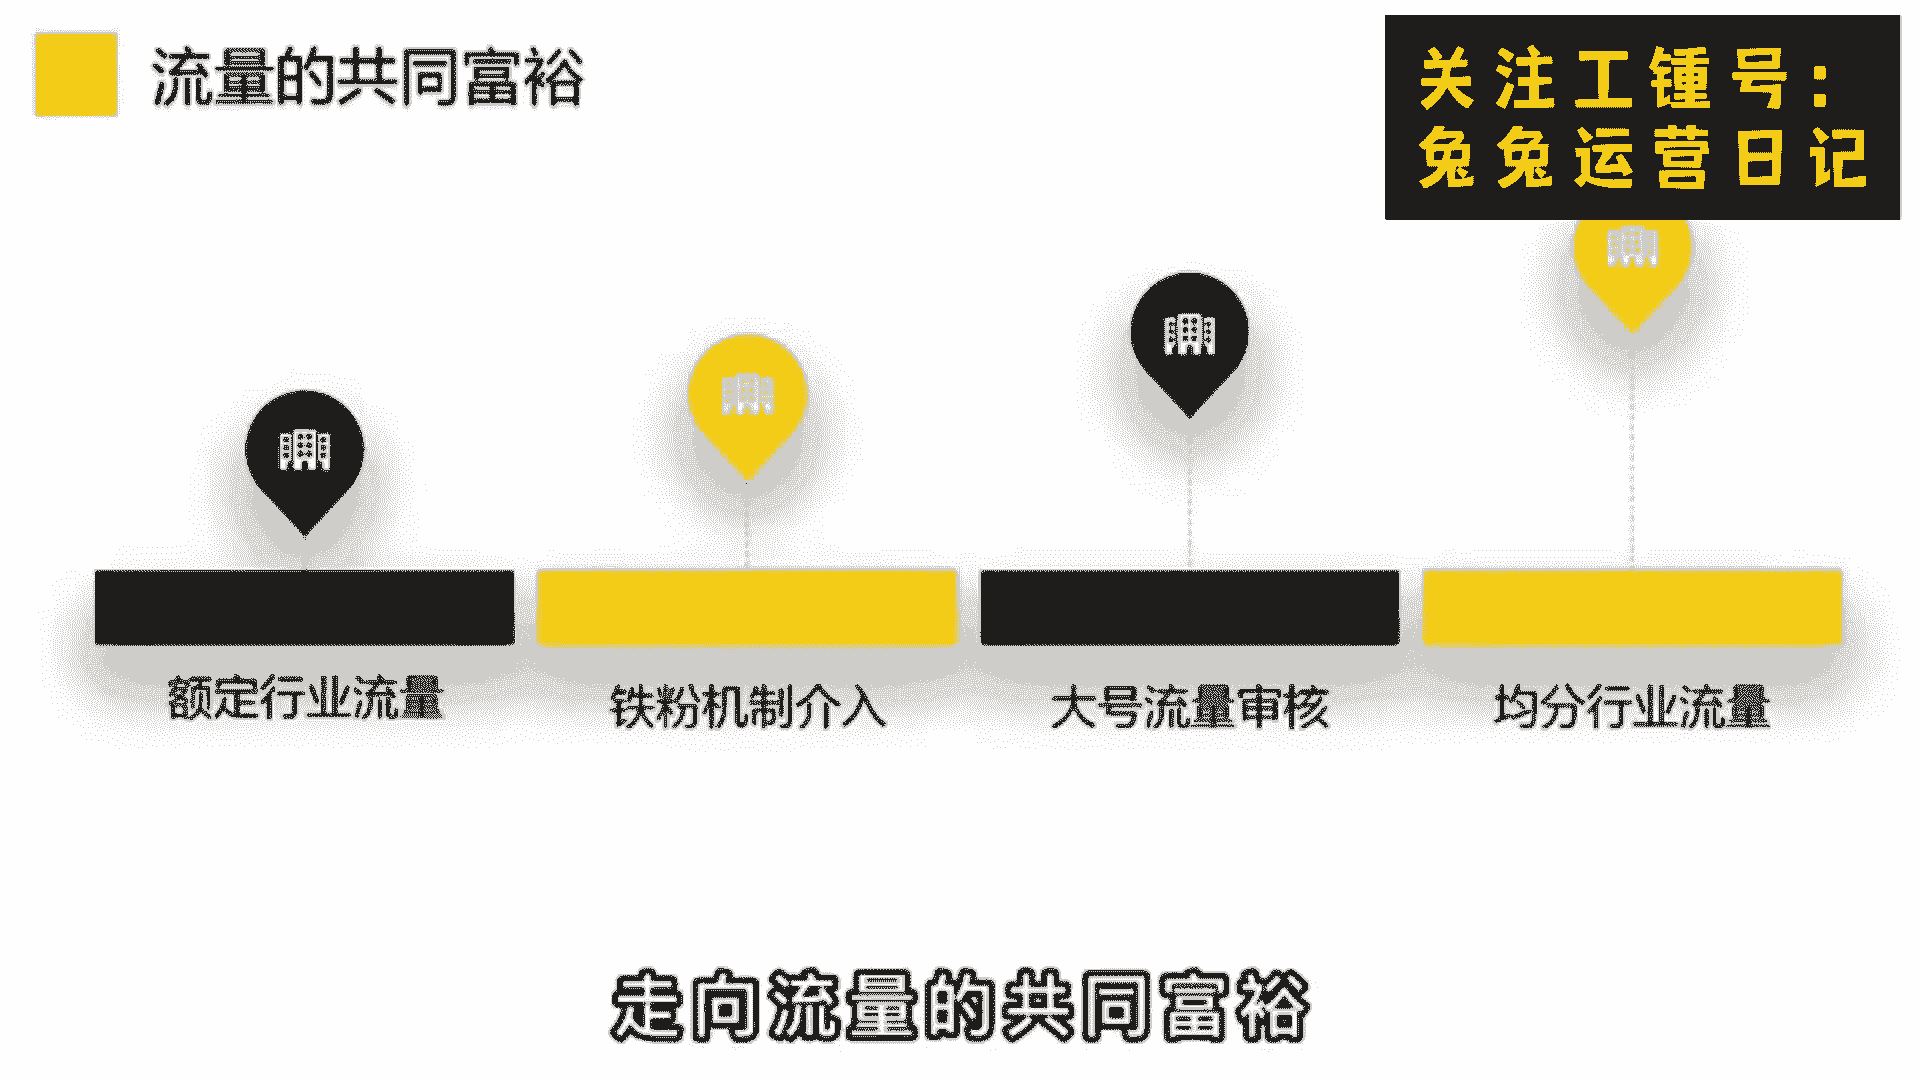 流量的共同富裕
关注工锺号：
兔兔运营日记
额定行业流量
铁粉机制介入
大号流量审核
均分行业流量
走向流量的共同富裕